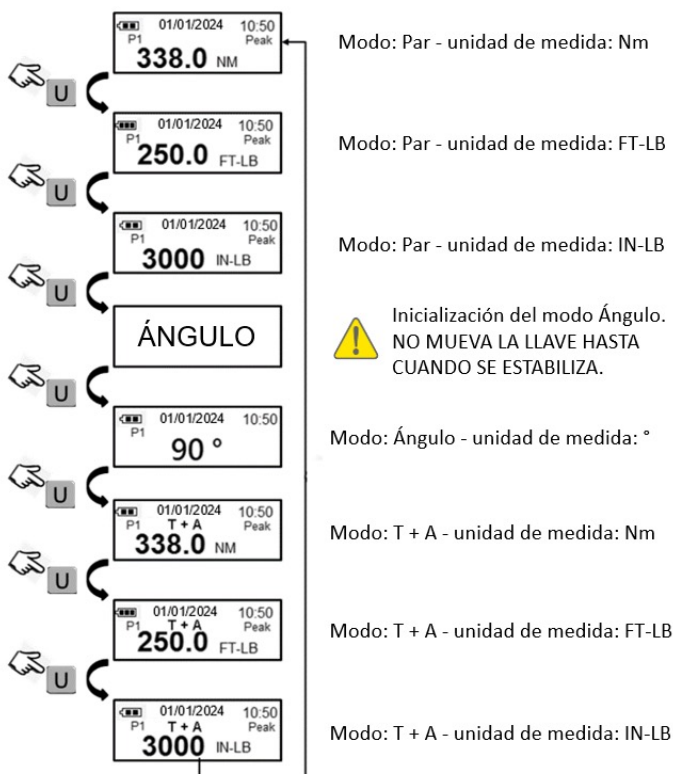 01/01/2024 10:50
P1 Peak
338.0 NM
Modo: Par - unidad de medida: Nm
U
01/01/2024 10:50
P1 Peak
250.0 FT-LB
Modo: Par - unidad de medida: FT-LB
U
01/01/2024 10:50
P1 Peak
3000 IN-LB
Modo: Par - unidad de medida: IN-LB
U
ÁNGULO
Inicialización del modo Ángulo.
NO MUEVA LA LLAVE HASTA
CUANDO SE ESTABILIZA.
U
01/01/2024 10:50
P1
90 °
Modo: Ángulo - unidad de medida: °
U
01/01/2024 10:50
P1 T + A Peak
338.0 NM
Modo: T + A - unidad de medida: Nm
U
01/01/2024 10:50
P1 T + A Peak
250.0 FT-LB
Modo: T + A - unidad de medida: FT-LB
U
01/01/2024 10:50
P1 T + A Peak
3000 IN-LB
Modo: T + A - unidad de medida: IN-LB